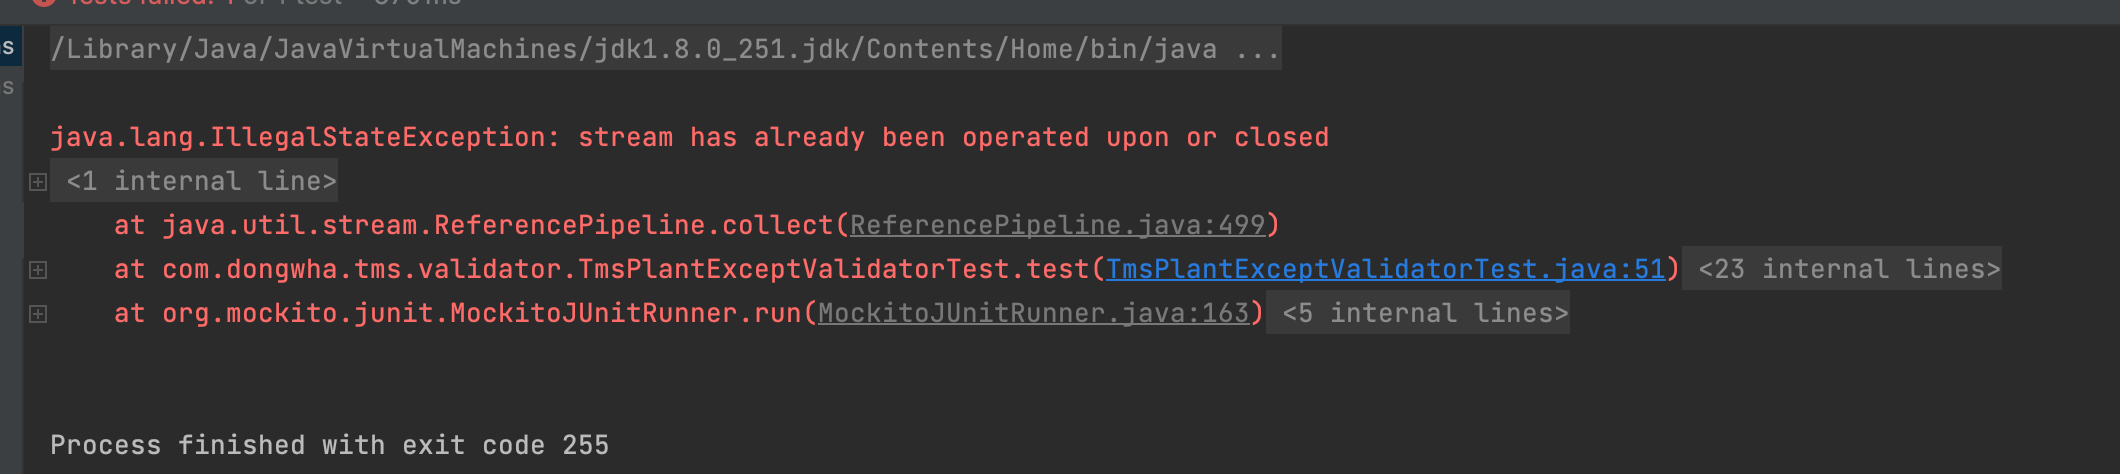 /Library/Java/JavaVirtualMachines/jdk1.8.0_251.jdk/Contents/Home/bin/java ...
java.lang.IllegalStateException: stream has already been operated upon or closed
<1 internal line>
at java.util.stream.ReferencePipeline.collect(ReferencePipeline.java:499)
at com.dongwha.tms.validator.TmsPlantExceptValidatorTest.test(TmsPlantExceptValidatorTest.java:51) <23 internal lines>
at org.mockito.junit.MockitoJUnitRunner.run(MockitoJUnitRunner.java:163) <5 internal lines>
Process finished with exit code 255